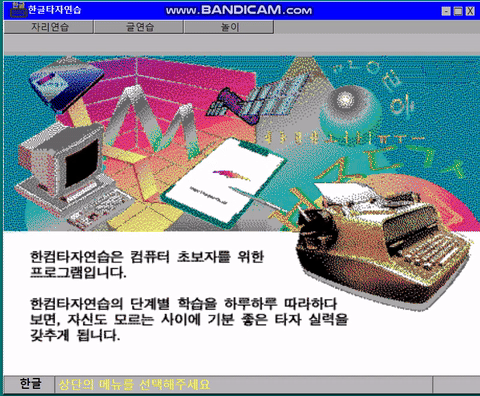 한글
한글타자연습
www.BANDICAM.com
자리연습 글연습 놀이
한컴타자연습은 컴퓨터 초보자를 위한
프로그램입니다.
한컴타자연습의 단계별 학습을 하루하루 따라하다
보면, 자신도 모르는 사이에 기분 좋은 타자 실력을
갖추게 됩니다.
한글 상단의 메뉴를 선택해주세요